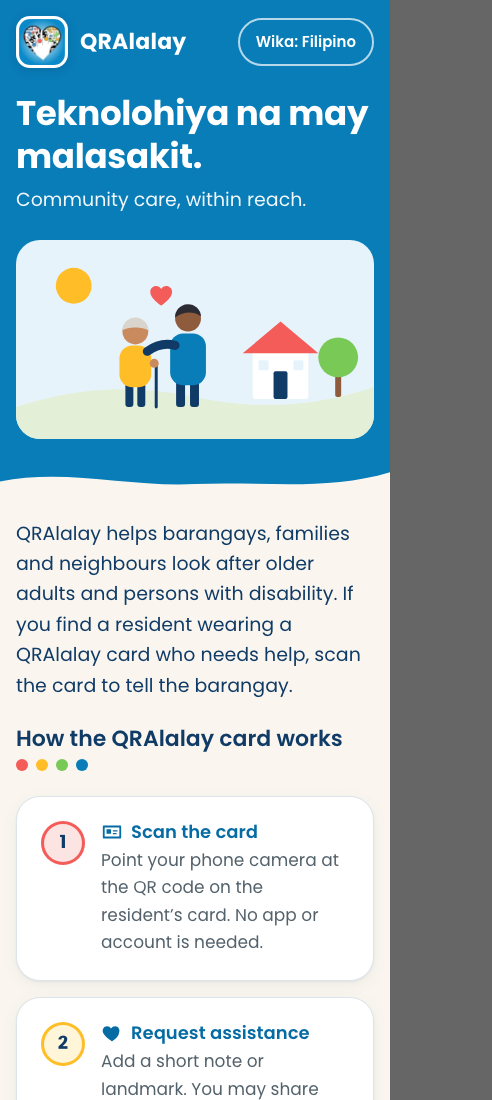 QRAlalay
Wika: Filipino
Teknolohiya na may
malasakit.
Community care, within reach.
QRAlalay helps barangays, families
and neighbours look after older
adults and persons with disability. If
you find a resident wearing a
QRAlalay card who needs help, scan
the card to tell the barangay.
How the QRAlalay card works
1
Scan the card
Point your phone camera at
the QR code on the
resident’s card. No app or
account is needed.
2
Request assistance
Add a short note or
landmark. You may share